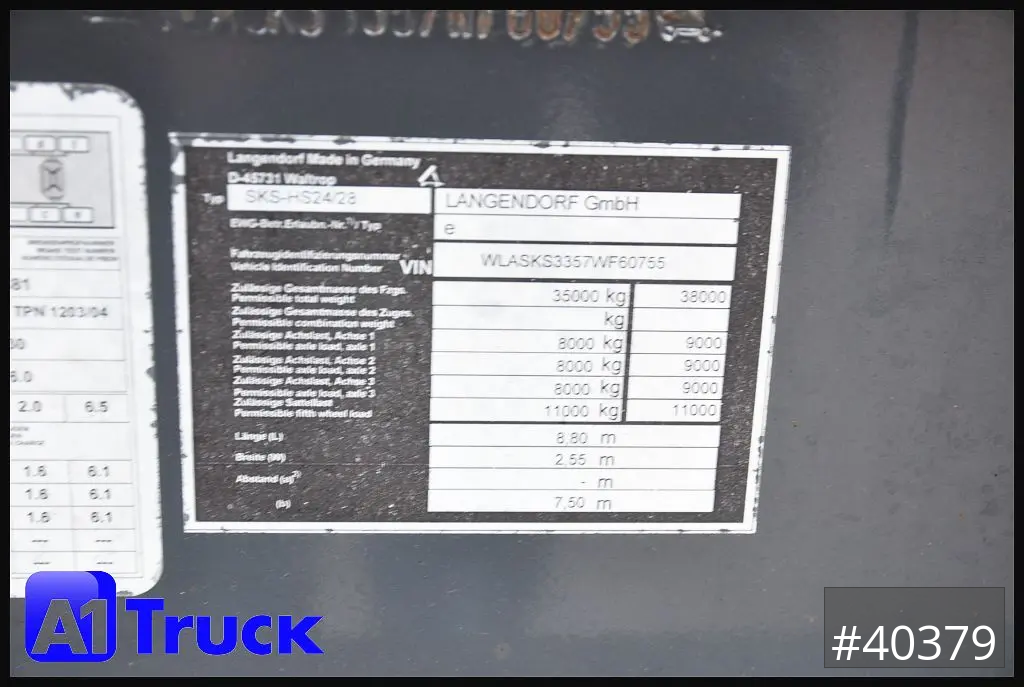 Langendorf Made in Germany
D-45731 Waltrop
Typ SKS-HS24/28 LANGENDORF GmbH
EWG-Betr.Erlaubn.-Nr.¹⁾ / Typ e
Fahrzeugidentifizierungsnummer
Vehicle Identification Number VIN WLASKS3357WF60755
Zulässige Gesamtmasse des Fzgs.
Permissible total weight 35000 kg 38000
Zulässige Gesamtmasse des Zuges.
Permissible combination weight kg
Zulässige Achslast, Achse 1
Permissible axle load, axle 1 8000 kg 9000
Zulässige Achslast, Achse 2
Permissible axle load, axle 2 8000 kg 9000
Zulässige Achslast, Achse 3
Permissible axle load, axle 3 8000 kg 9000
Zulässige Sattellast
Permissible fifth wheel load 11000 kg 11000
Länge (L) 8,80 m
Breite (W) 2,55 m
Abstand (a)²⁾ - m
(B) 7,50 m
81
TPN 1203/04
00
6.0
2.0 6.5
1.6 6.1
1.6 6.1
1.6 6.1
--- ---
--- ---
A1 Truck
#40379